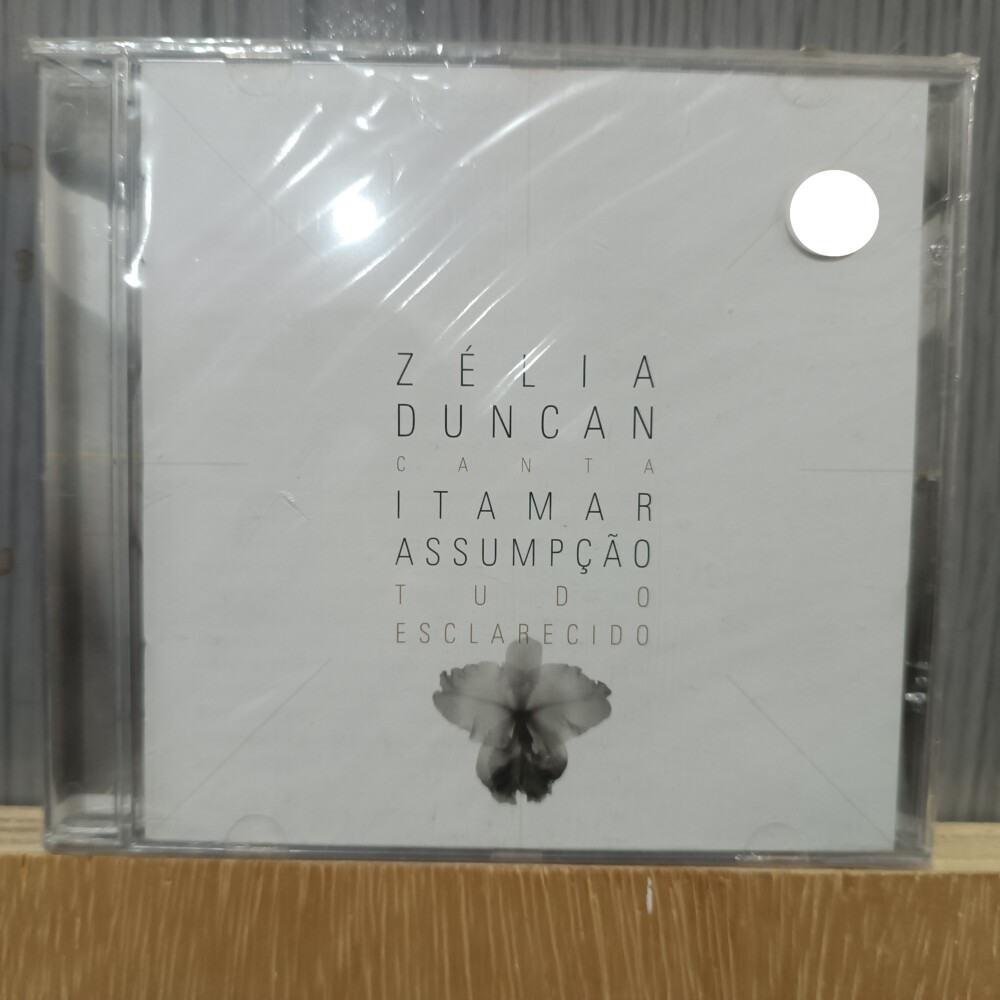 ZÉLIA
DUNCAN
CANTA
ITAMAR
ASSUMPÇÃO
TUDO
ESCLARECIDO